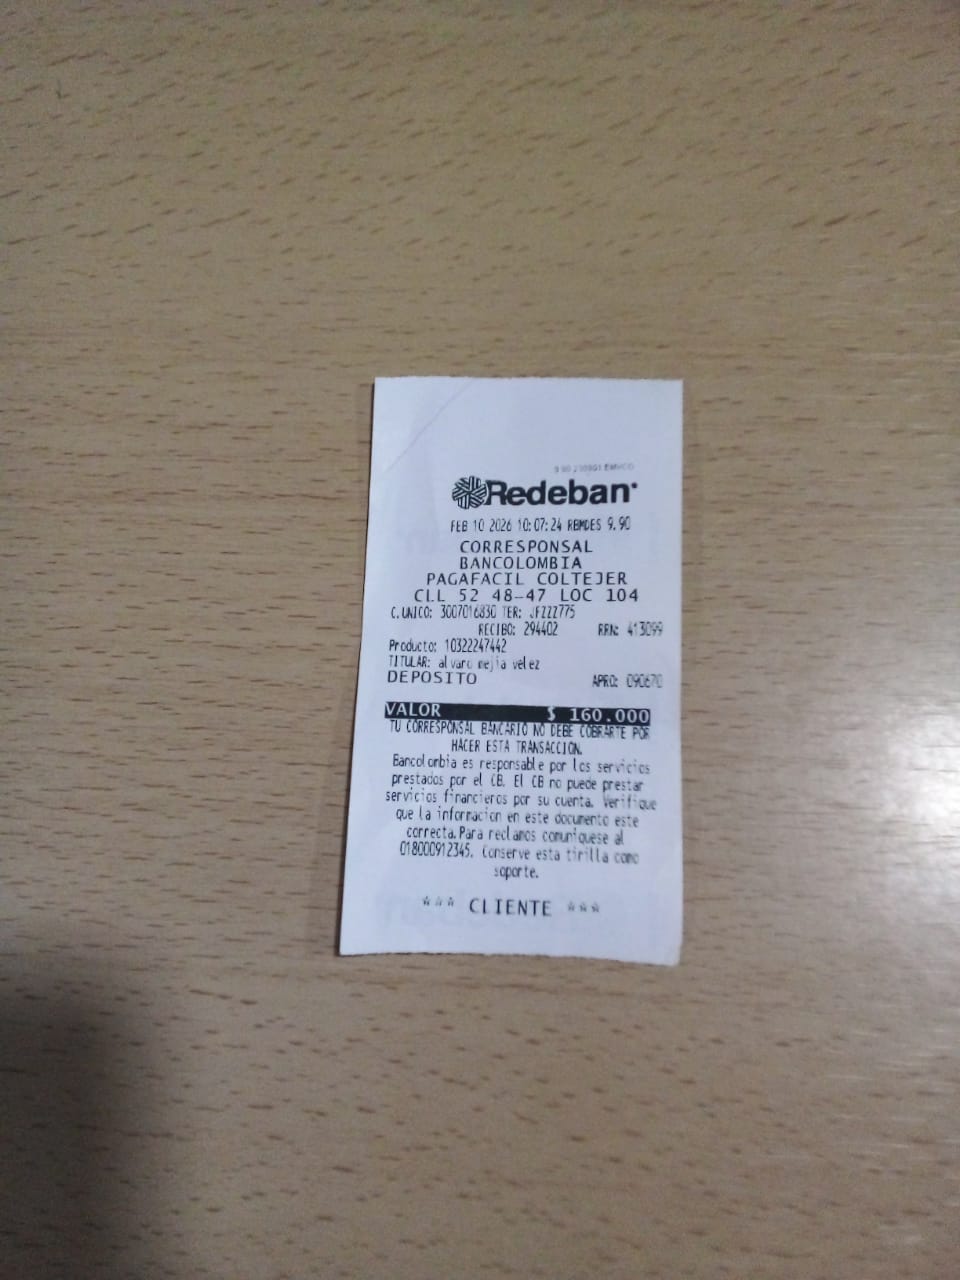 Redeban
FEB 10 2026 10:07:24 RBMDES 9.90
CORRESPONSAL
BANCOLOMBIA
PAGAFACIL COLTEJER
CLL 52 48-47 LOC 104
C.UNICO: 3007016830 TER: JFZZZ775
RECIBO: 294402 RRN: 413099
Producto: 10322247442
TITULAR: alvaro mejia velez
DEPOSITO APRO: 090670
VALOR $ 160.000
TU CORRESPONSAL BANCARIO NO DEBE COBRARTE POR
HACER ESTA TRANSACCION.
Bancolombia es responsable por los servicios
prestados por el CB. El CB no puede prestar
servicios financieros por su cuenta. Verifique
que la informacion en este documento este
correcta.Para reclamos comuniquese al
018000912345. Conserve esta tirilla como
soporte.
*** CLIENTE ***